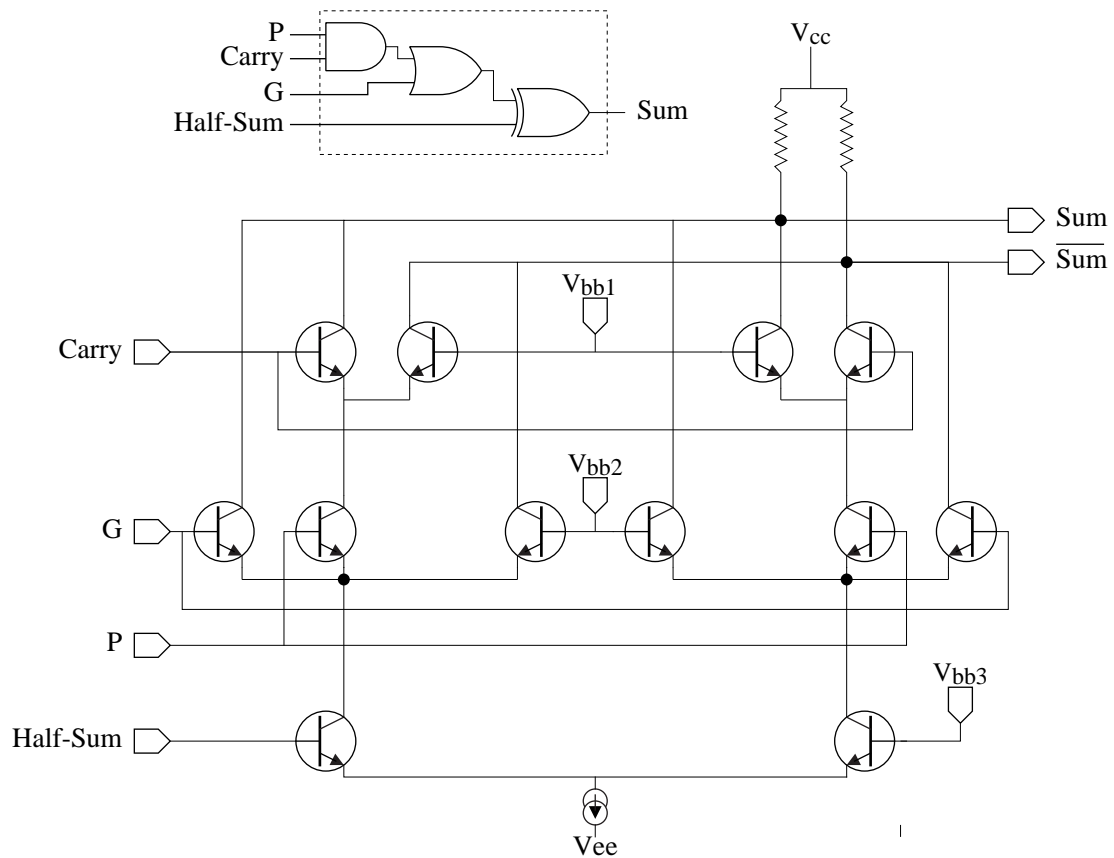 P
Carry
G
Half-Sum
Sum
Vcc
Sum
Sum
Vbb1
Carry
Vbb2
G
P
Vbb3
Half-Sum
Vee